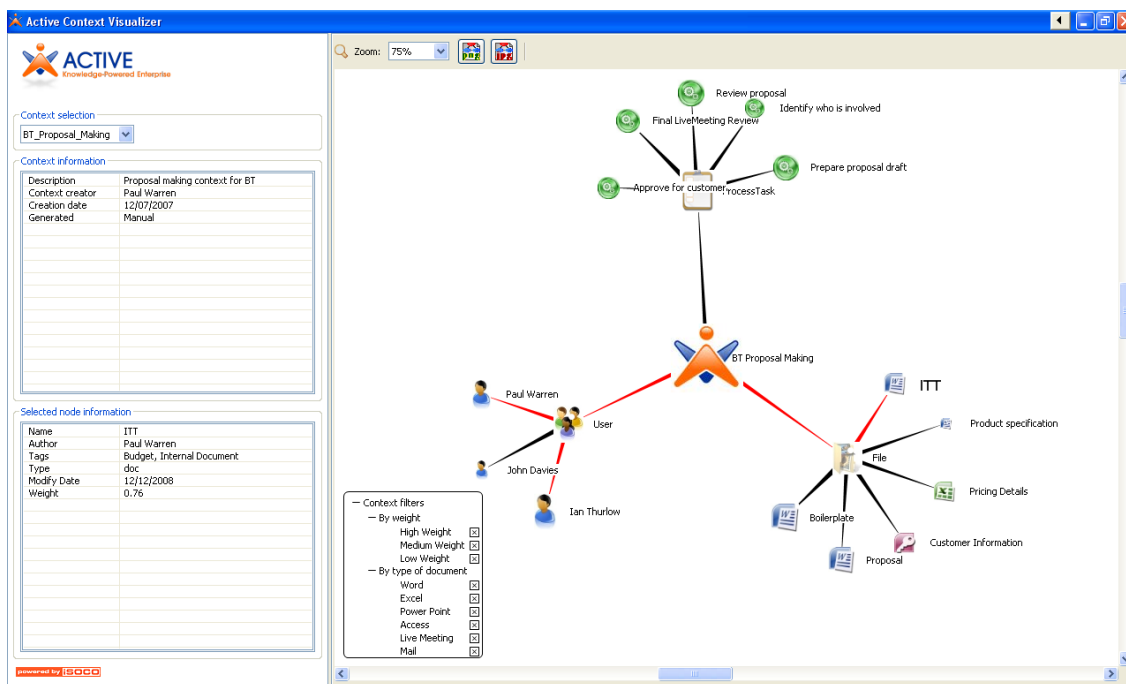 Active Context Visualizer
ACTIVE
Knowledge-Powered Enterprise
Context selection
BT_Proposal_Making
Context information
Description Proposal making context for BT
Context creator Paul Warren
Creation date 12/07/2007
Generated Manual
Selected node information
Name ITT
Author Paul Warren
Tags Budget, Internal Document
Type doc
Modify Date 12/12/2008
Weight 0.76
powered by iSOCO
Zoom: 75%
png
jpg
Review proposal
Identify who is involved
Final LiveMeeting Review
Prepare proposal draft
Approve for customer
ProcessTask
BT Proposal Making
Paul Warren
User
John Davies
Ian Thurlow
ITT
Product specification
File
Pricing Details
Boilerplate
Customer Information
Proposal
Context filters
By weight
High Weight
Medium Weight
Low Weight
By type of document
Word
Excel
Power Point
Access
Live Meeting
Mail